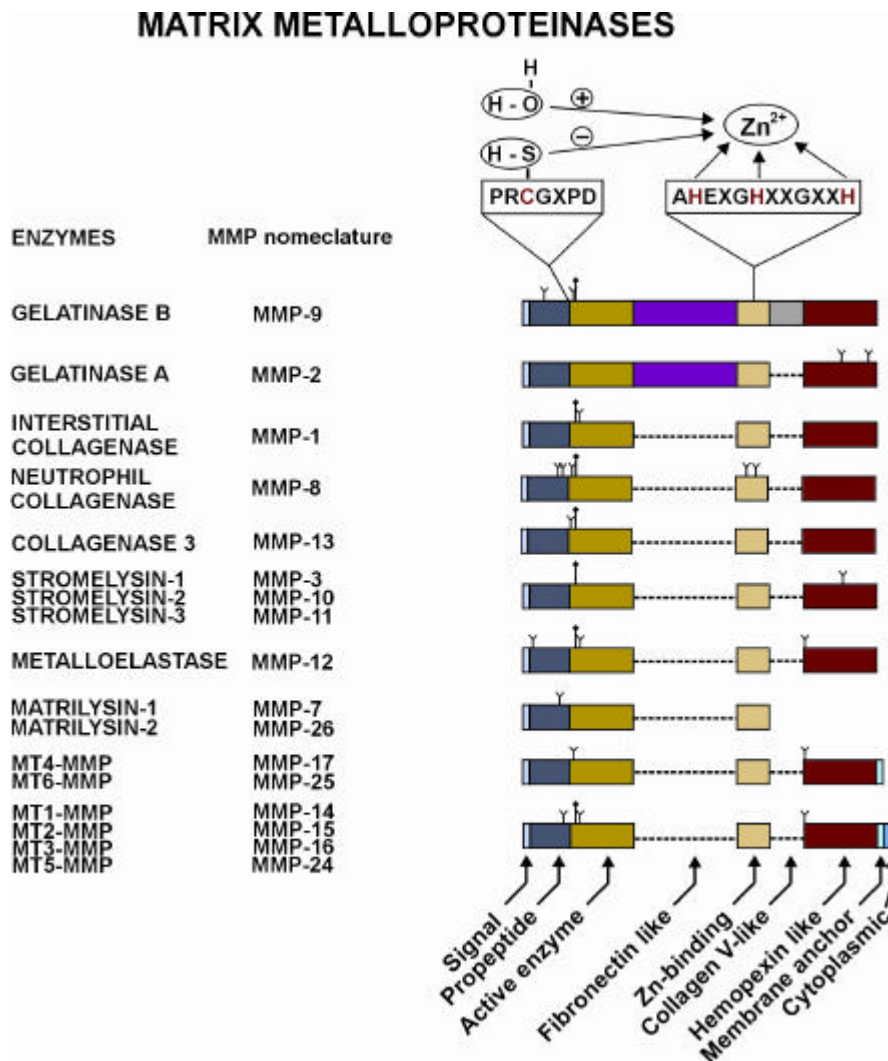 MATRIX METALLOPROTEINASES
H
H - O
+
H - S
−
Zn2+
PRCGXPD
AHEXGHXXGXXH
ENZYMES MMP nomeclature
GELATINASE B MMP-9
GELATINASE A MMP-2
INTERSTITIAL
COLLAGENASE MMP-1
NEUTROPHIL
COLLAGENASE MMP-8
COLLAGENASE 3 MMP-13
STROMELYSIN-1 MMP-3
STROMELYSIN-2 MMP-10
STROMELYSIN-3 MMP-11
METALLOELASTASE MMP-12
MATRILYSIN-1 MMP-7
MATRILYSIN-2 MMP-26
MT4-MMP MMP-17
MT6-MMP MMP-25
MT1-MMP MMP-14
MT2-MMP MMP-15
MT3-MMP MMP-16
MT5-MMP MMP-24
Signal
Propeptide
Active enzyme
Fibronectin like
Zn-binding
Collagen V-like
Hemopexin like
Membrane anchor
Cytoplasmic